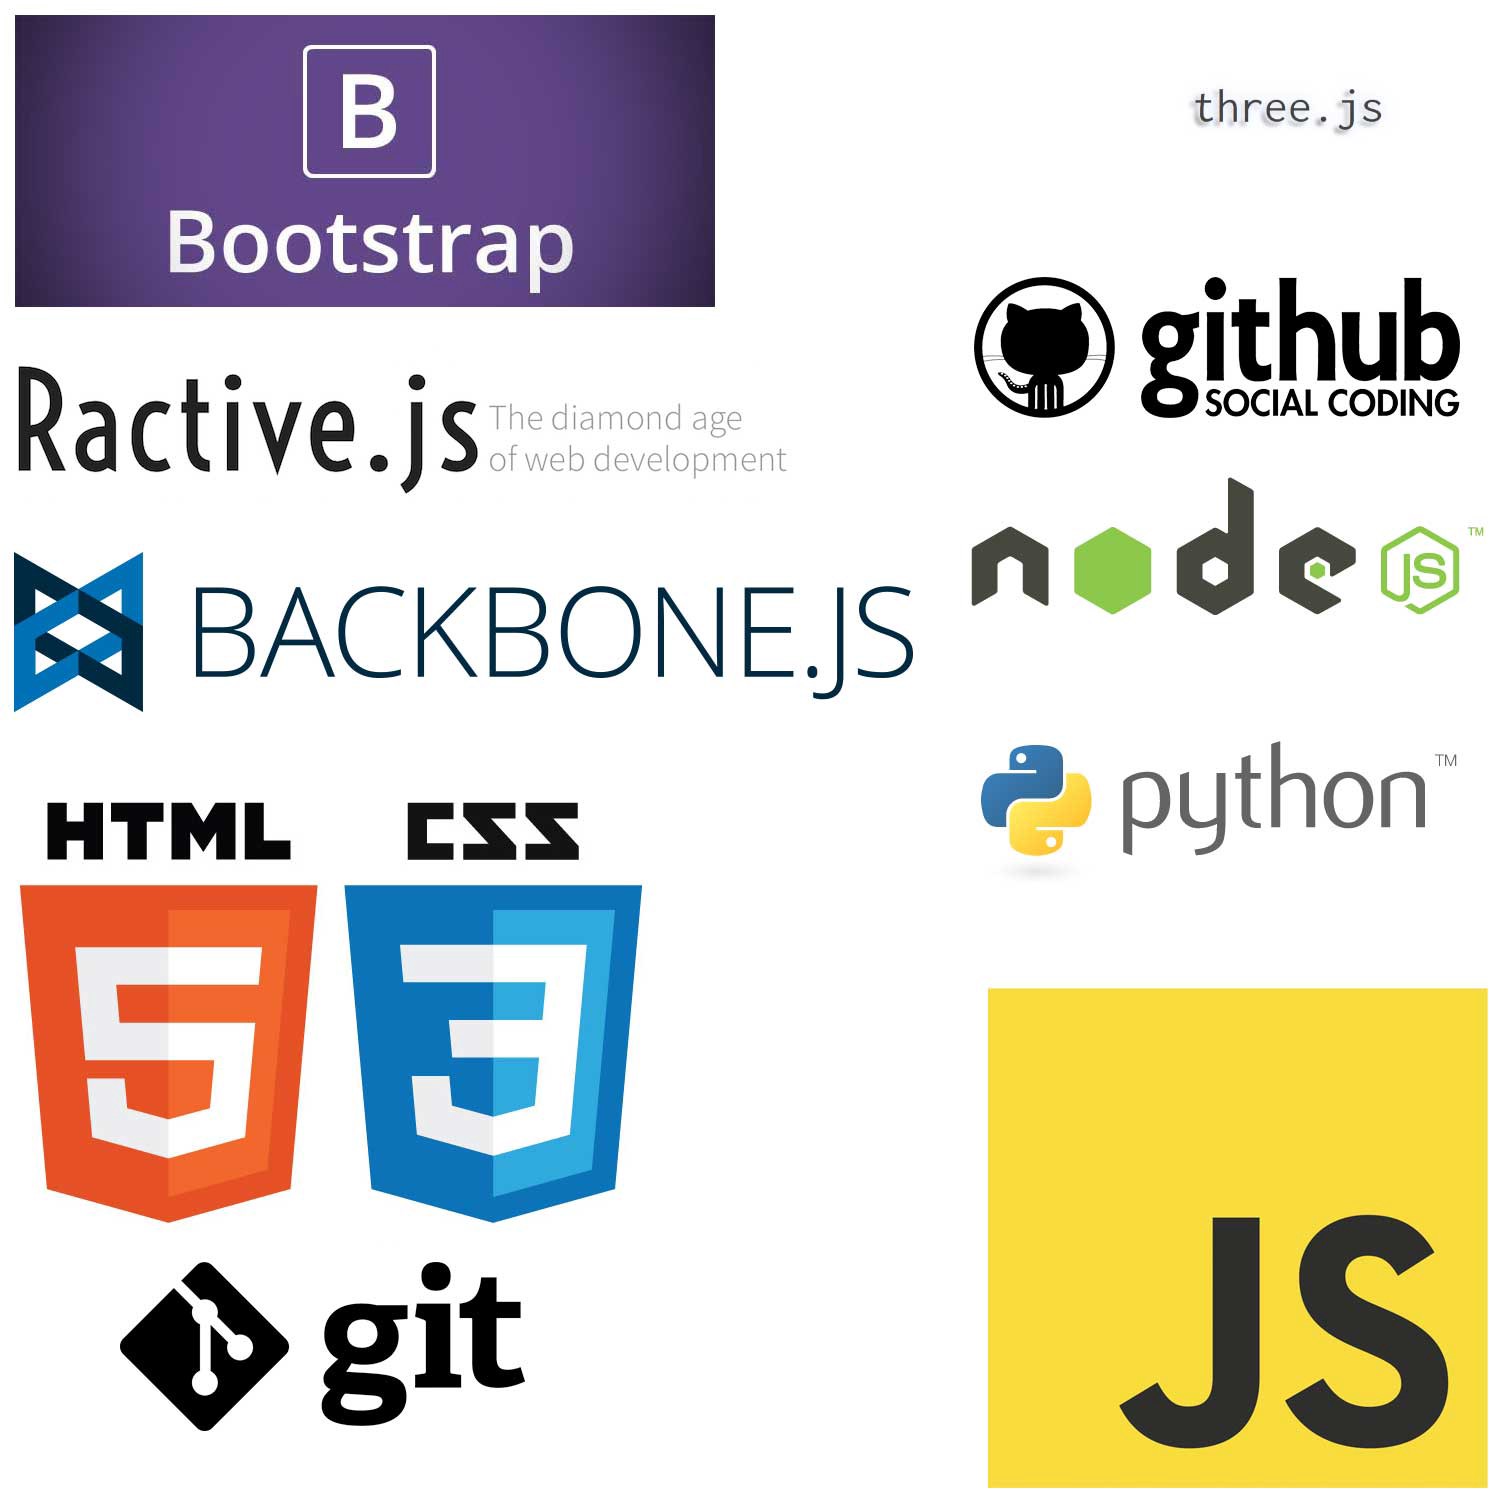 B
Bootstrap
three.js
github
SOCIAL CODING
Ractive.js
The diamond age
of web development
node JS ™
BACKBONE.JS
python ™
HTML
5
CSS
3
git
JS